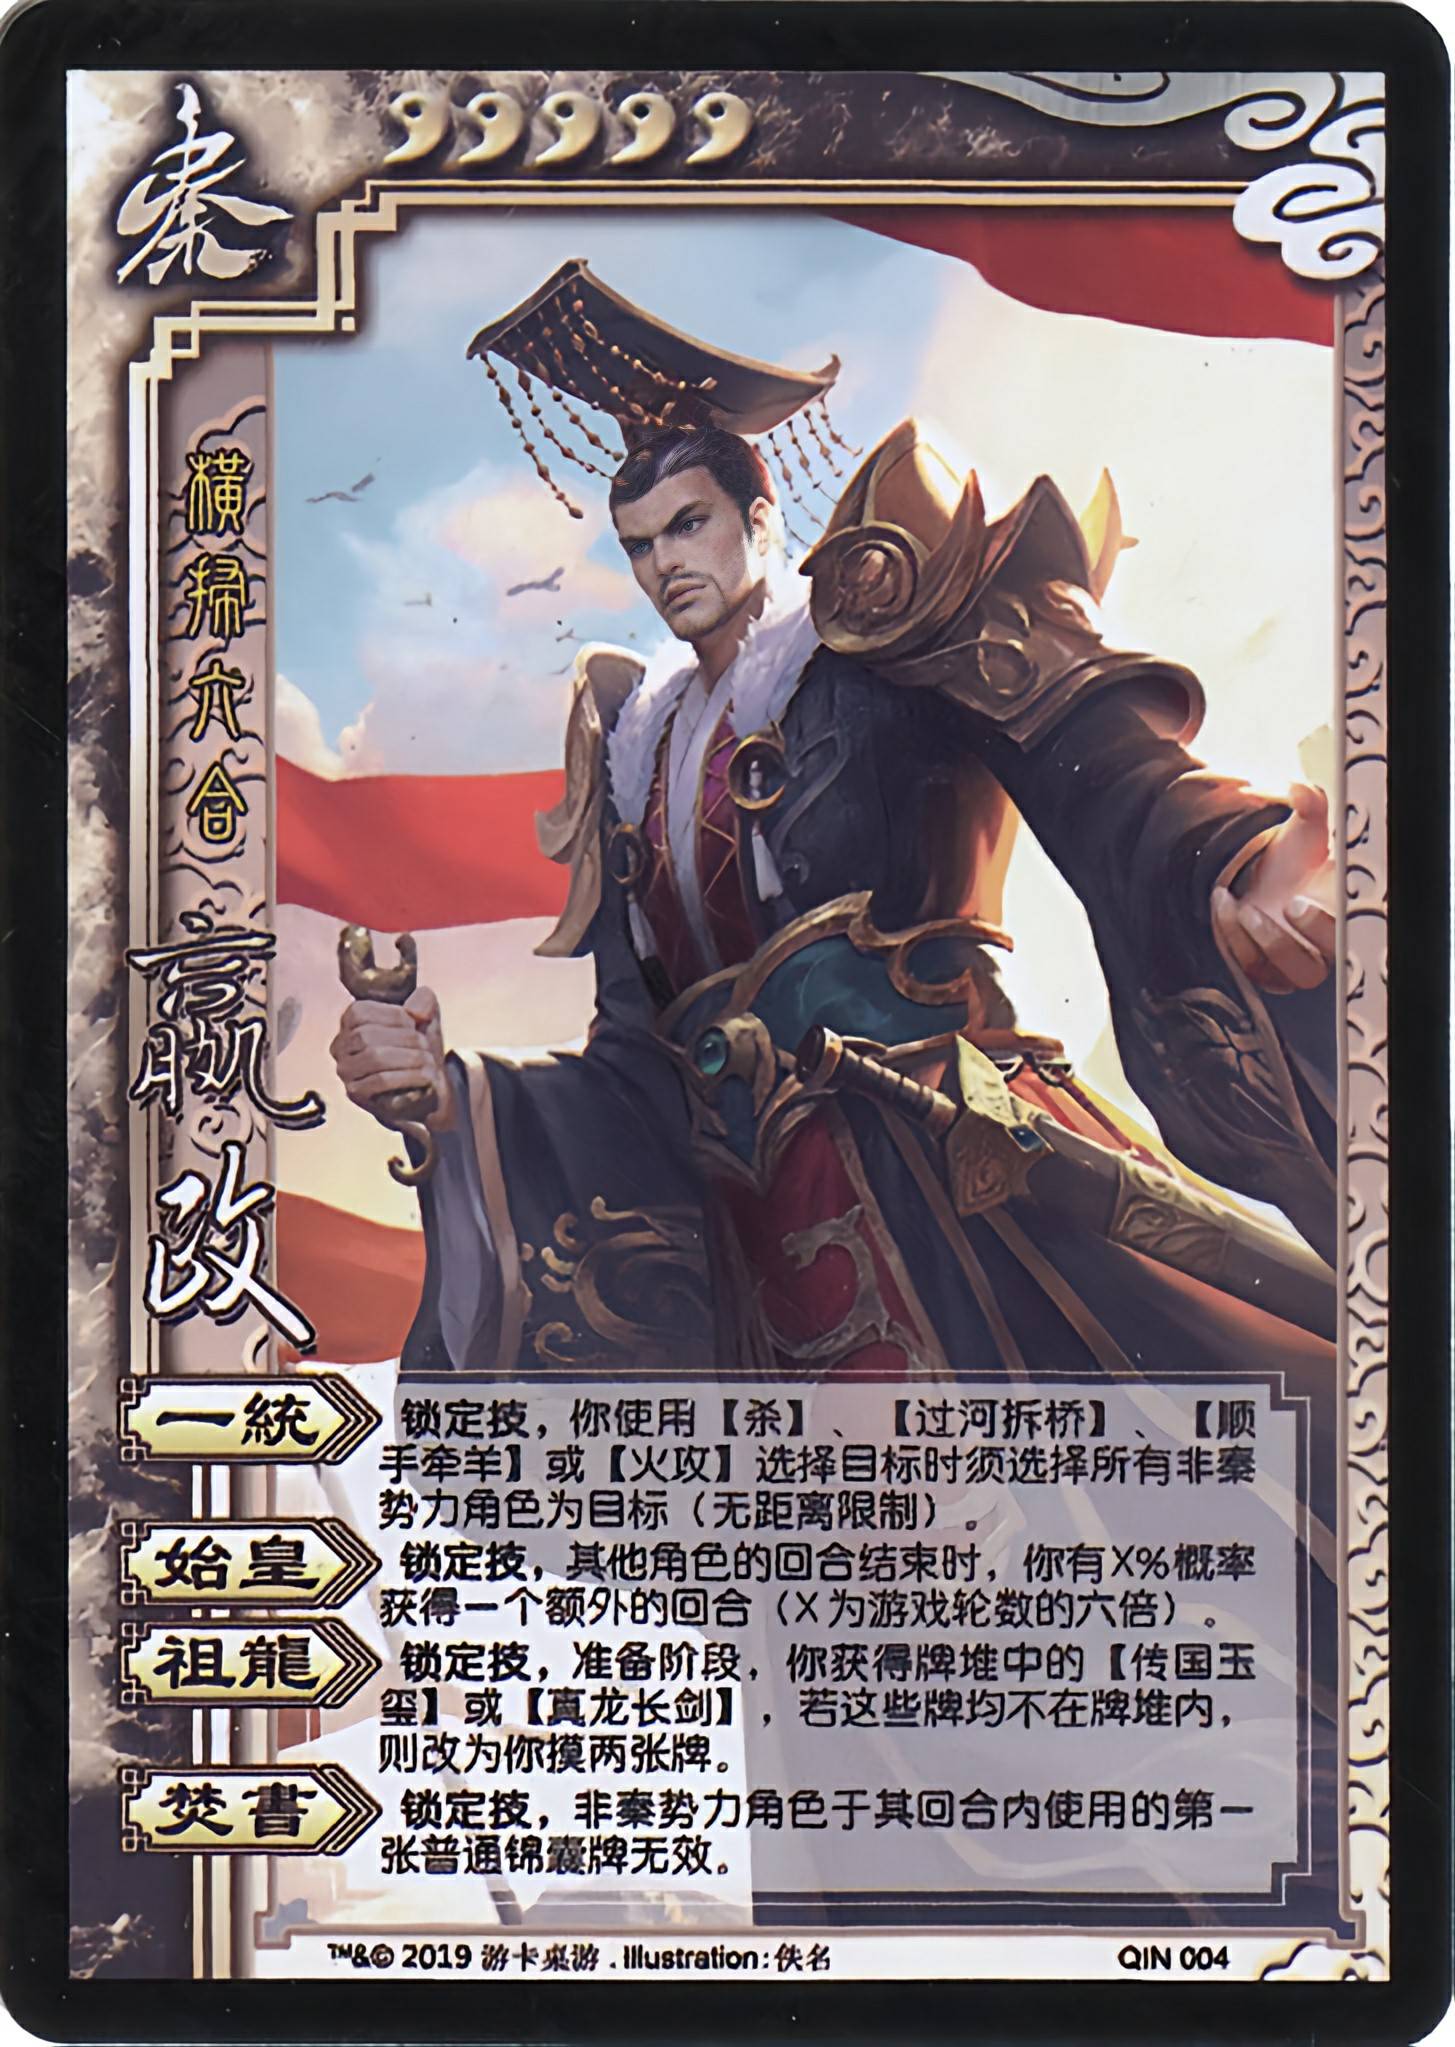 秦
橫掃六合
嬴政
一統
锁定技，你使用【杀】、【过河拆桥】、【顺
手牵羊】或【火攻】选择目标时须选择所有非秦
势力角色为目标（无距离限制）。
始皇
锁定技，其他角色的回合结束时，你有X%概率
获得一个额外的回合（X为游戏轮数的六倍）。
祖龍
锁定技，准备阶段，你获得牌堆中的【传国玉
玺】或【真龙长剑】，若这些牌均不在牌堆内，
则改为你摸两张牌。
焚書
锁定技，非秦势力角色于其回合内使用的第一
张普通锦囊牌无效。
™&© 2019 游卡桌游 . Illustration:佚名
QIN 004